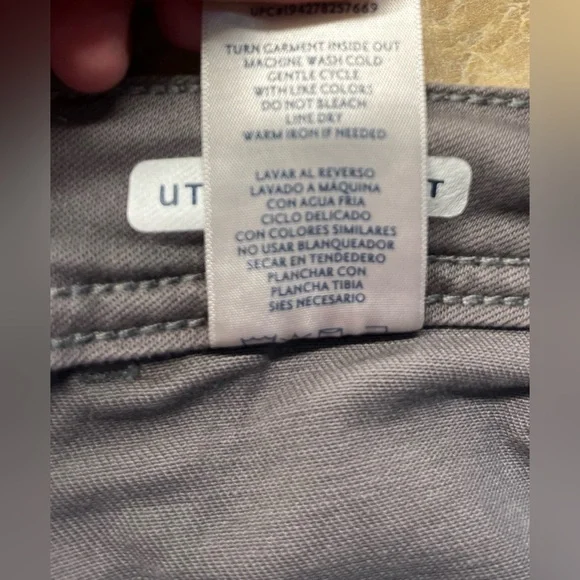 UPC#194278257669
TURN GARMENT INSIDE OUT
MACHINE WASH COLD
GENTLE CYCLE
WITH LIKE COLORS
DO NOT BLEACH
LINE DRY
WARM IRON IF NEEDED
LAVAR AL REVERSO
LAVADO A MÁQUINA
CON AGUA FRIA
CICLO DELICADO
CON COLORES SIMILARES
NO USAR BLANQUEADOR
SECAR EN TENDEDERO
PLANCHAR CON
PLANCHA TIBIA
SIES NECESARIO
UT T